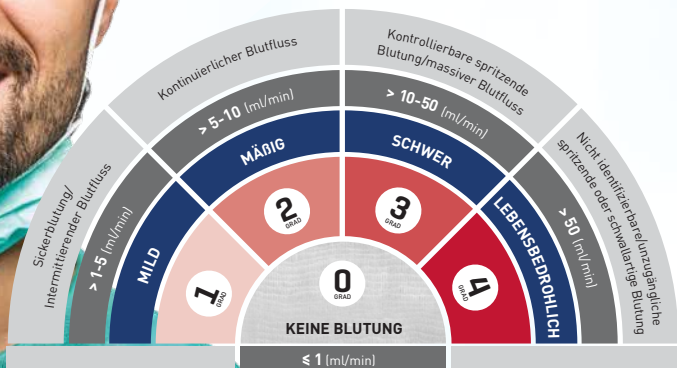 Sickerblutung/
Intermittierender Blutfluss
> 1-5 (ml/min)
MILD
1
GRAD
Kontinuierlicher Blutfluss
> 5-10 (ml/min)
MÄßIG
2
GRAD
Kontrollierbare spritzende
Blutung/massiver Blutfluss
> 10-50 (ml/min)
SCHWER
3
GRAD
Nicht identifizierbare/unzugängliche
spritzende oder schwallartige Blutung
> 50 (ml/min)
LEBENSBEDROHLICH
4
GRAD
0
GRAD
KEINE BLUTUNG
≤ 1 (ml/min)